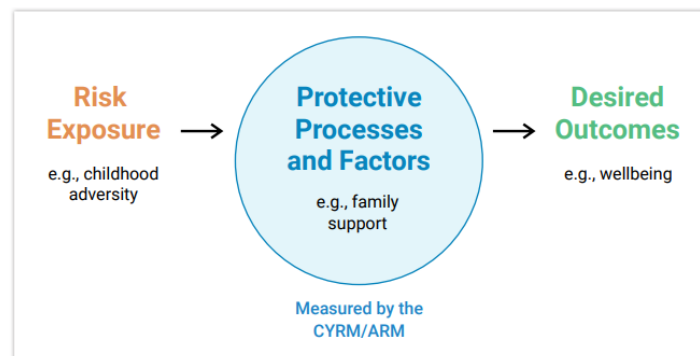 Risk
Exposure
e.g., childhood
adversity
Protective
Processes
and Factors
e.g., family
support
Measured by the
CYRM/ARM
Desired
Outcomes
e.g., wellbeing